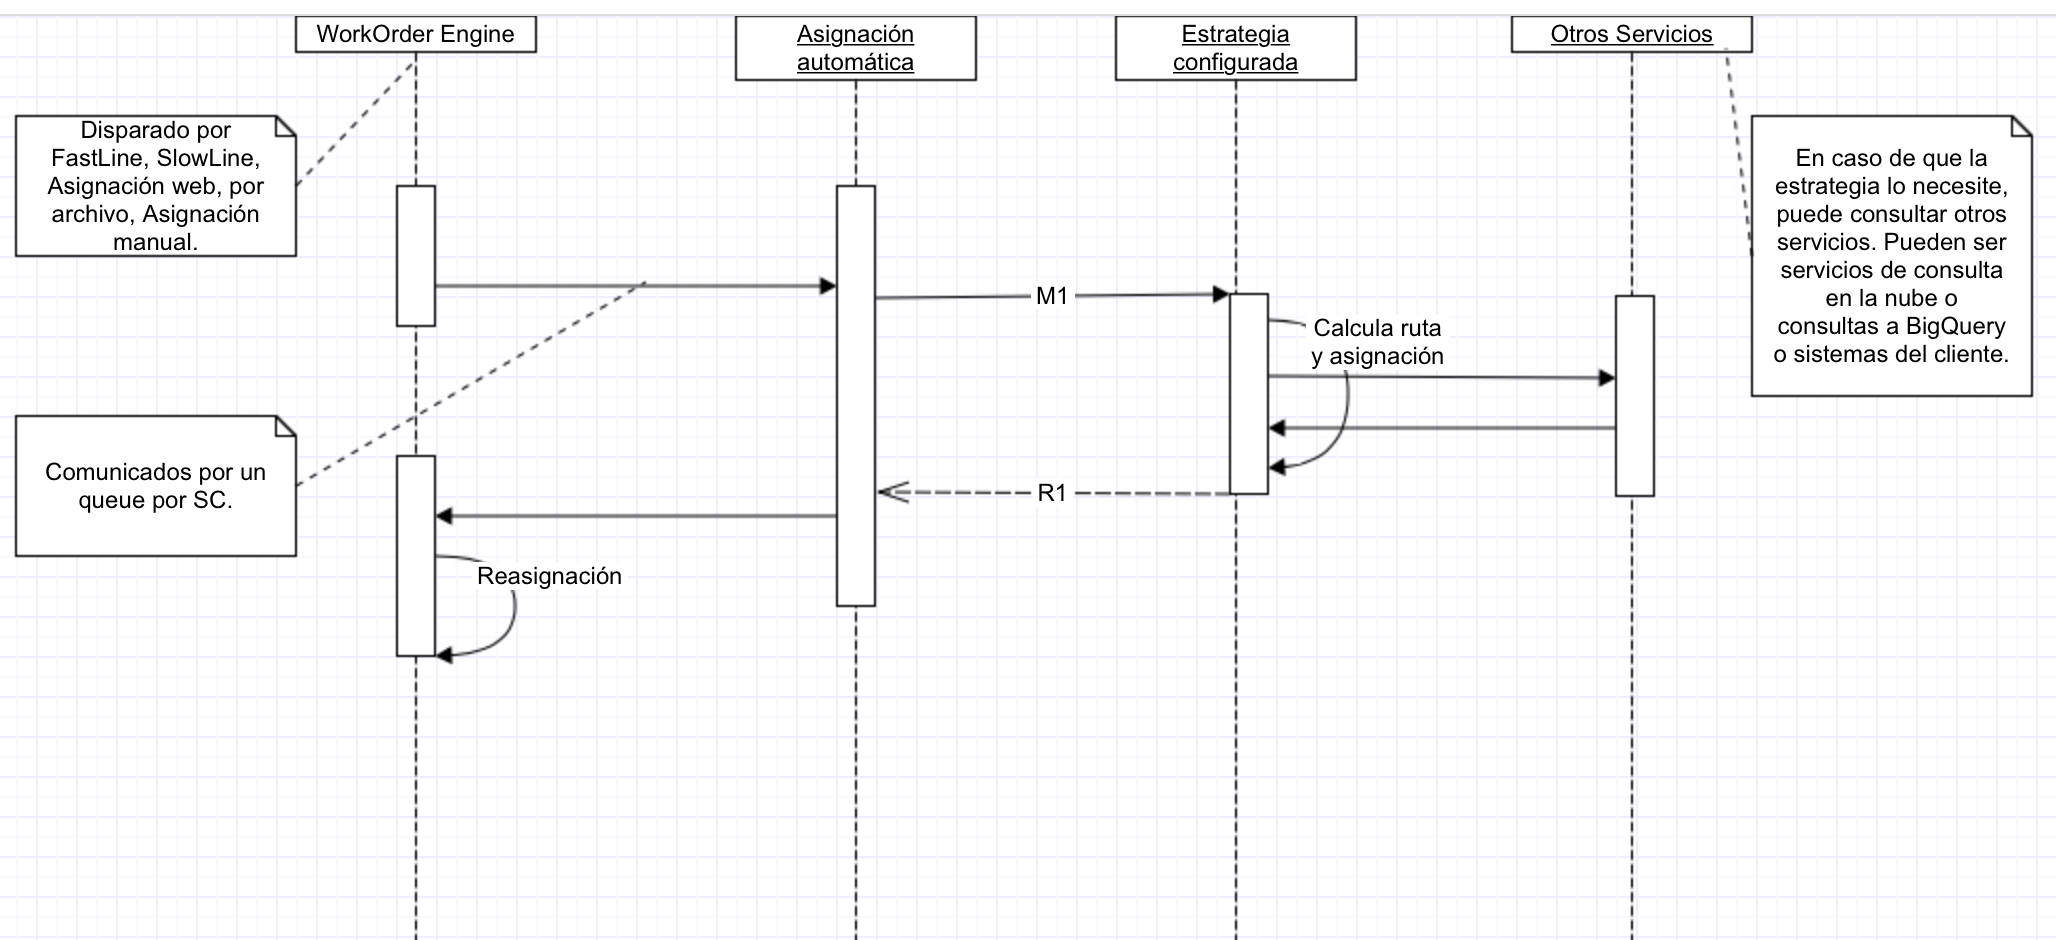 WorkOrder Engine
Asignación
automática
Estrategia
configurada
Otros Servicios
Disparado por
FastLine, SlowLine,
Asignación web, por
archivo, Asignación
manual.
En caso de que la
estrategia lo necesite,
puede consultar otros
servicios. Pueden ser
servicios de consulta
en la nube o
consultas a BigQuery
o sistemas del cliente.
M1
Calcula ruta
y asignación
Comunicados por un
queue por SC.
R1
Reasignación